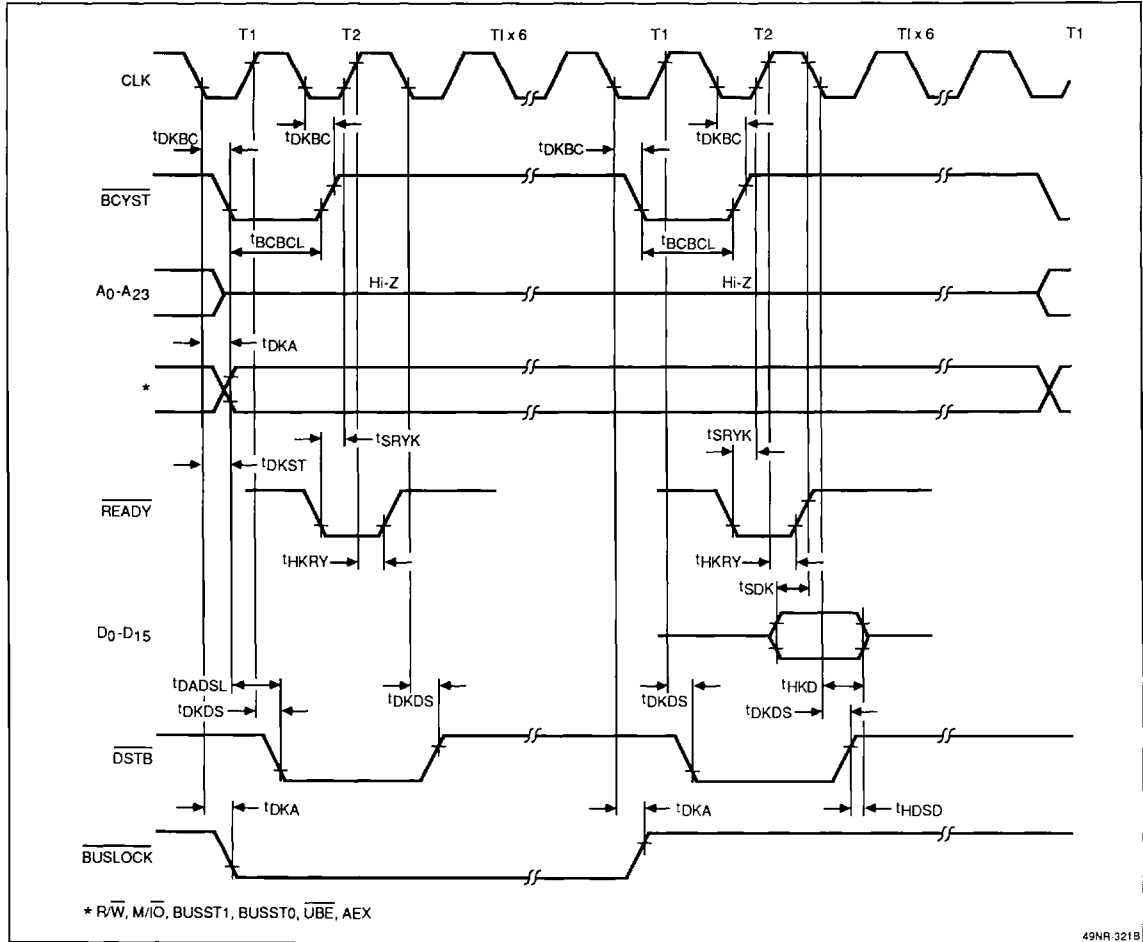 T1 T2 TI x 6 T1 T2 TI x 6 T1
CLK
tDKBC tDKBC
tDKBC tDKBC
BCYST
tBCBCL tBCBCL
A0-A23 Hi-Z Hi-Z
tDKA
*
tSRYK tSRYK
tDKST
READY
tHKRY tHKRY
tSDK
D0-D15
tDADSL tHKD
tDKDS tDKDS tDKDS tDKDS
DSTB
tDKA tDKA tHDSD
BUSLOCK
* R/W, M/IO, BUSST1, BUSST0, UBE, AEX
49NR-321B